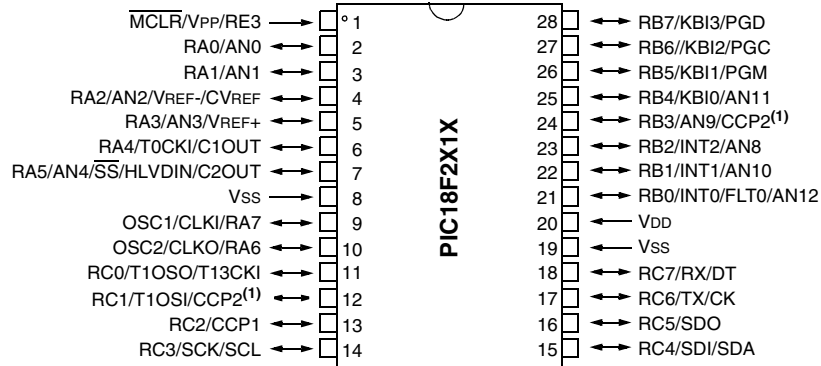 MCLR/VPP/RE3 1
RA0/AN0 2
RA1/AN1 3
RA2/AN2/VREF-/CVREF 4
RA3/AN3/VREF+ 5
RA4/T0CKI/C1OUT 6
RA5/AN4/SS/HLVDIN/C2OUT 7
VSS 8
OSC1/CLKI/RA7 9
OSC2/CLKO/RA6 10
RC0/T1OSO/T13CKI 11
RC1/T1OSI/CCP2(1) 12
RC2/CCP1 13
RC3/SCK/SCL 14
PIC18F2X1X
28 RB7/KBI3/PGD
27 RB6//KBI2/PGC
26 RB5/KBI1/PGM
25 RB4/KBI0/AN11
24 RB3/AN9/CCP2(1)
23 RB2/INT2/AN8
22 RB1/INT1/AN10
21 RB0/INT0/FLT0/AN12
20 VDD
19 VSS
18 RC7/RX/DT
17 RC6/TX/CK
16 RC5/SDO
15 RC4/SDI/SDA